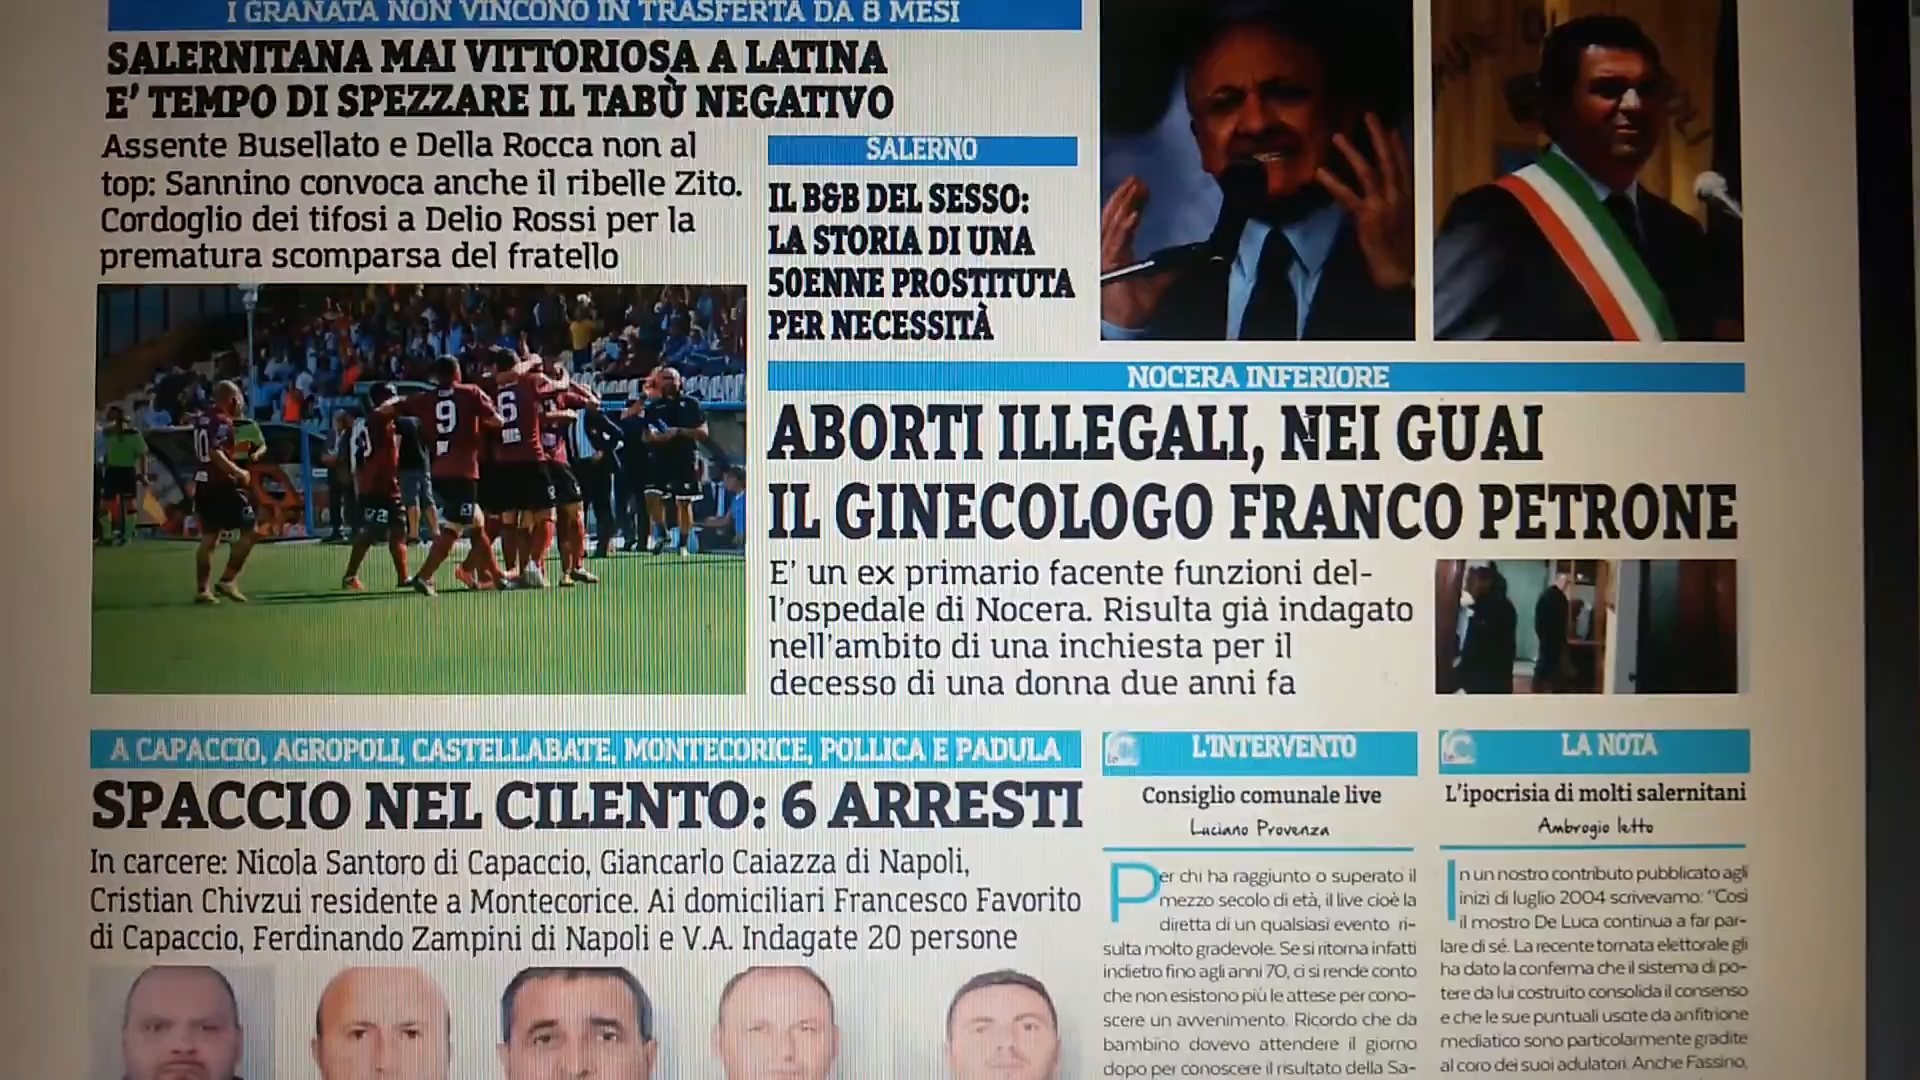 I GRANATA NON VINCONO IN TRASFERTA DA 8 MESI
SALERNITANA MAI VITTORIOSA A LATINA
E' TEMPO DI SPEZZARE IL TABÙ NEGATIVO
Assente Busellato e Della Rocca non al
top: Sannino convoca anche il ribelle Zito.
Cordoglio dei tifosi a Delio Rossi per la
prematura scomparsa del fratello
SALERNO
IL B&B DEL SESSO:
LA STORIA DI UNA
50ENNE PROSTITUTA
PER NECESSITÀ
10
9
6
23
NOCERA INFERIORE
ABORTI ILLEGALI, NEI GUAI
IL GINECOLOGO FRANCO PETRONE
E' un ex primario facente funzioni del-
l'ospedale di Nocera. Risulta già indagato
nell'ambito di una inchiesta per il
decesso di una donna due anni fa
A CAPACCIO, AGROPOLI, CASTELLABATE, MONTECORICE, POLLICA E PADULA
SPACCIO NEL CILENTO: 6 ARRESTI
In carcere: Nicola Santoro di Capaccio, Giancarlo Caiazza di Napoli,
Cristian Chivzui residente a Montecorice. Ai domiciliari Francesco Favorito
di Capaccio, Ferdinando Zampini di Napoli e V.A. Indagate 20 persone
L'INTERVENTO
Consiglio comunale live
Luciano Provenza
Per chi ha raggiunto o superato il
mezzo secolo di età, il live cioè la
diretta di un qualsiasi evento ri-
sulta molto gradevole. Se si ritorna infatti
indietro fino agli anni 70, ci si rende conto
che non esistono più le attese per cono-
scere un avvenimento. Ricordo che da
bambino dovevo attendere il giorno
dopo per conoscere il risultato della Sa-
LA NOTA
L'ipocrisia di molti salernitani
Ambrogio Ietto
In un nostro contributo pubblicato agli
inizi di luglio 2004 scrivevamo: "Così
il mostro De Luca continua a far par-
lare di sé. La recente tornata elettorale gli
ha dato la conferma che il sistema di po-
tere da lui costruito consolida il consenso
e che le sue puntuali uscite da anfitrione
mediatico sono particolarmente gradite
al coro dei suoi adulatori. Anche Fassino,